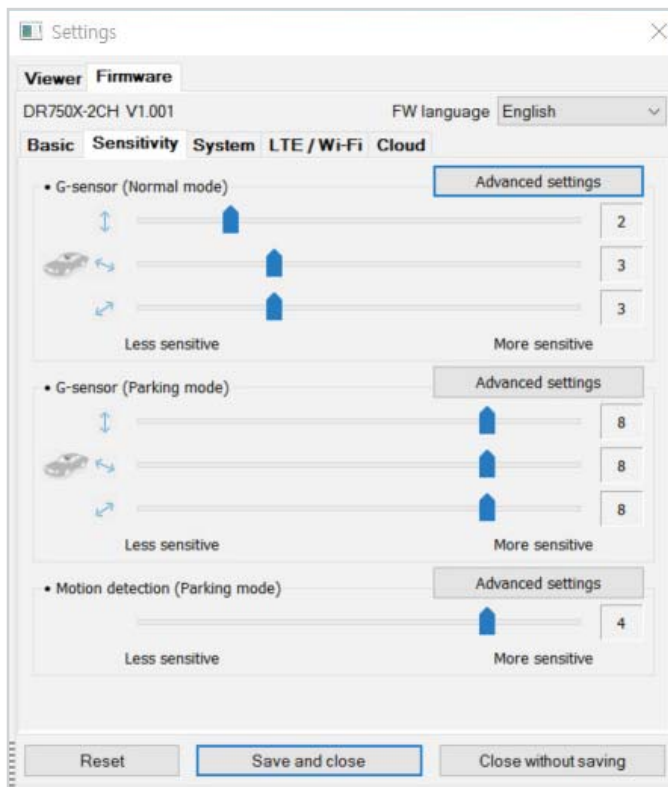 Settings
Viewer Firmware
DR750X-2CH V1.001 FW language English
Basic Sensitivity System LTE / Wi-Fi Cloud
• G-sensor (Normal mode) Advanced settings
2
3
3
Less sensitive More sensitive
• G-sensor (Parking mode) Advanced settings
8
8
8
Less sensitive More sensitive
• Motion detection (Parking mode) Advanced settings
4
Less sensitive More sensitive
Reset Save and close Close without saving